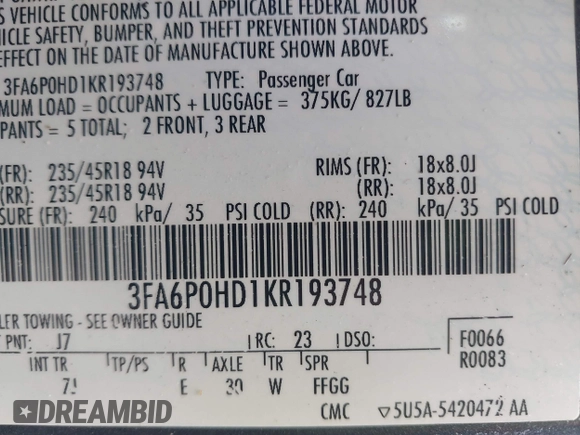 S VEHICLE CONFORMS TO ALL APPLICABLE FEDERAL MOTOR
HICLE SAFETY, BUMPER, AND THEFT PREVENTION STANDARDS
EFFECT ON THE DATE OF MANUFACTURE SHOWN ABOVE.
3FA6P0HD1KR193748 TYPE: Passenger Car
MUM LOAD = OCCUPANTS + LUGGAGE = 375KG/ 827LB
PANTS = 5 TOTAL; 2 FRONT, 3 REAR
(FR): 235/45R18 94V RIMS (FR): 18x8.0J
(RR): 235/45R18 94V (RR): 18x8.0J
SURE (FR): 240 kPa/ 35 PSI COLD (RR): 240 kPa/ 35 PSI COLD
3FA6P0HD1KR193748
LER TOWING - SEE OWNER GUIDE
PNT: J7 RC: 23 DSO: F0066
R0083
INT TR TP/PS R AXLE TR SPR
E W FFGG
CMC ▽5U5A-5420472 AA
DREAMBID